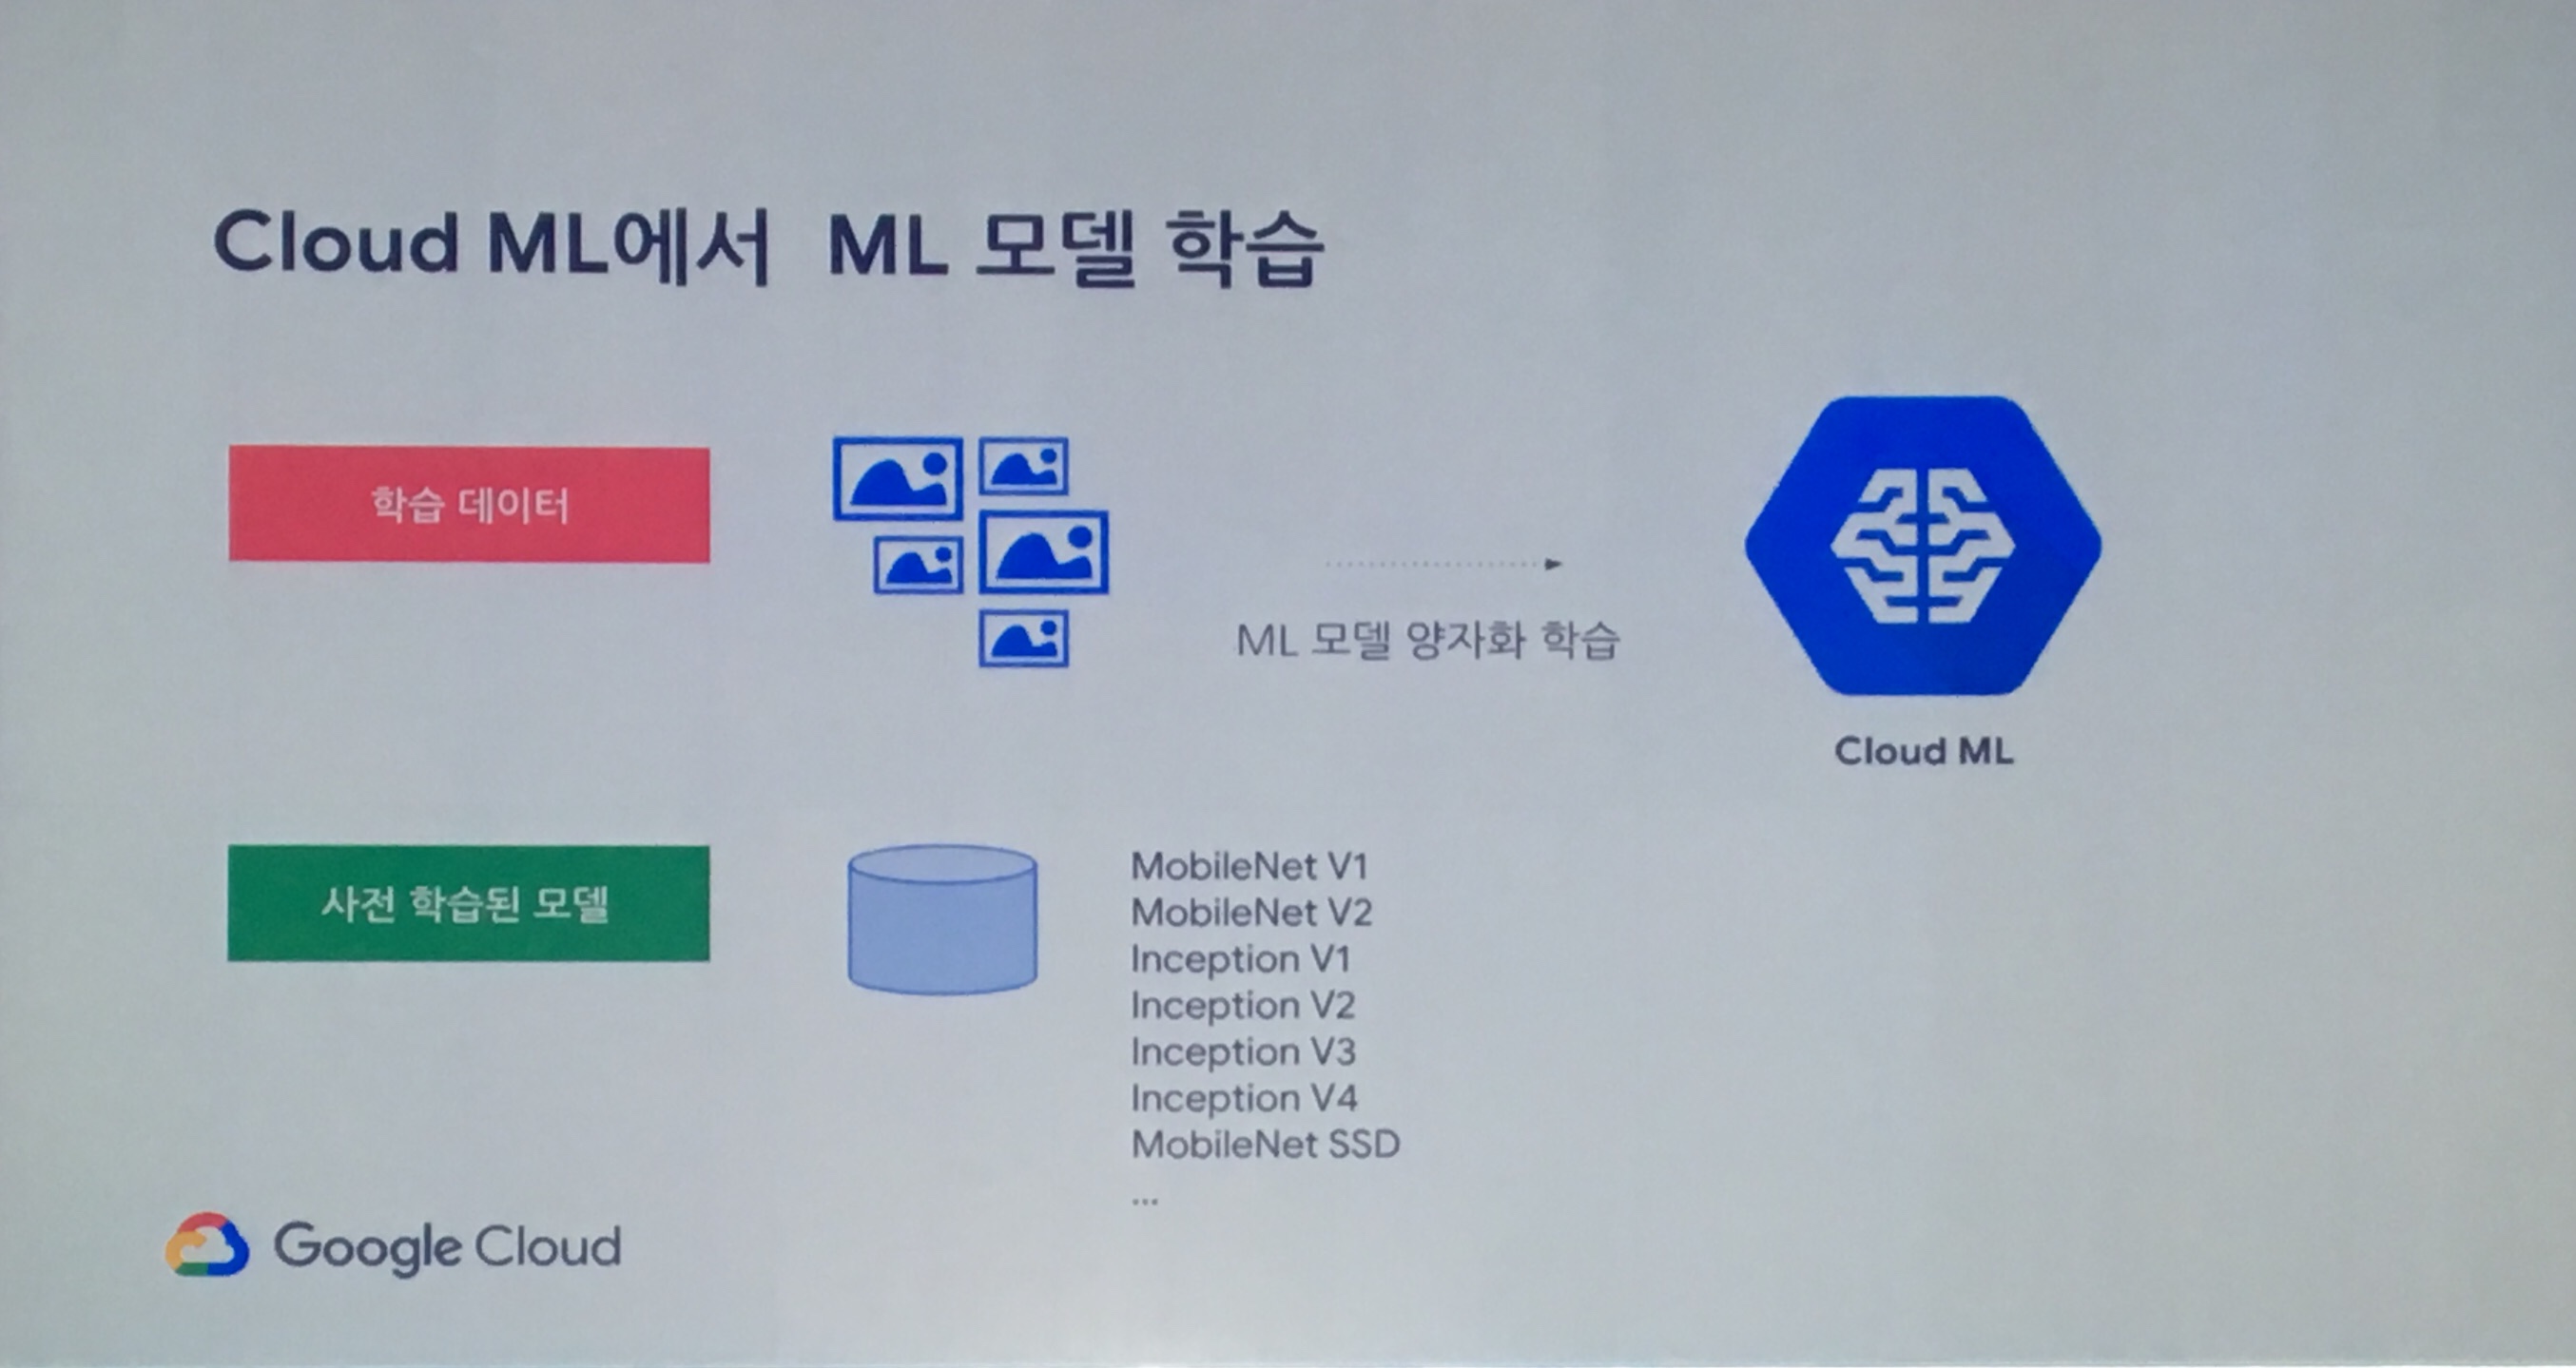 Cloud ML에서 ML 모델 학습
학습 데이터
ML 모델 양자화 학습
Cloud ML
사전 학습된 모델
MobileNet V1
MobileNet V2
Inception V1
Inception V2
Inception V3
Inception V4
MobileNet SSD
...
Google Cloud